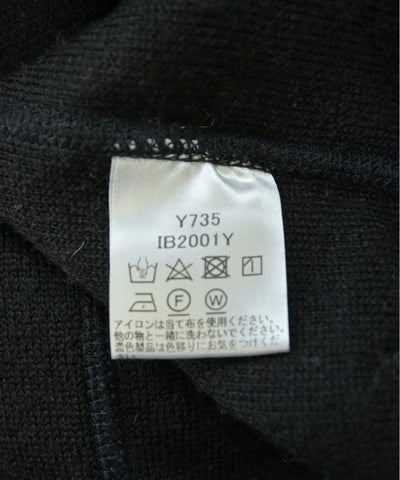 Y735
IB2001Y
F W
アイロンは当て布を使用ください。
他の物と一緒に洗わないでください。
濃色製品は色移りにお気をつけくだ
さい。